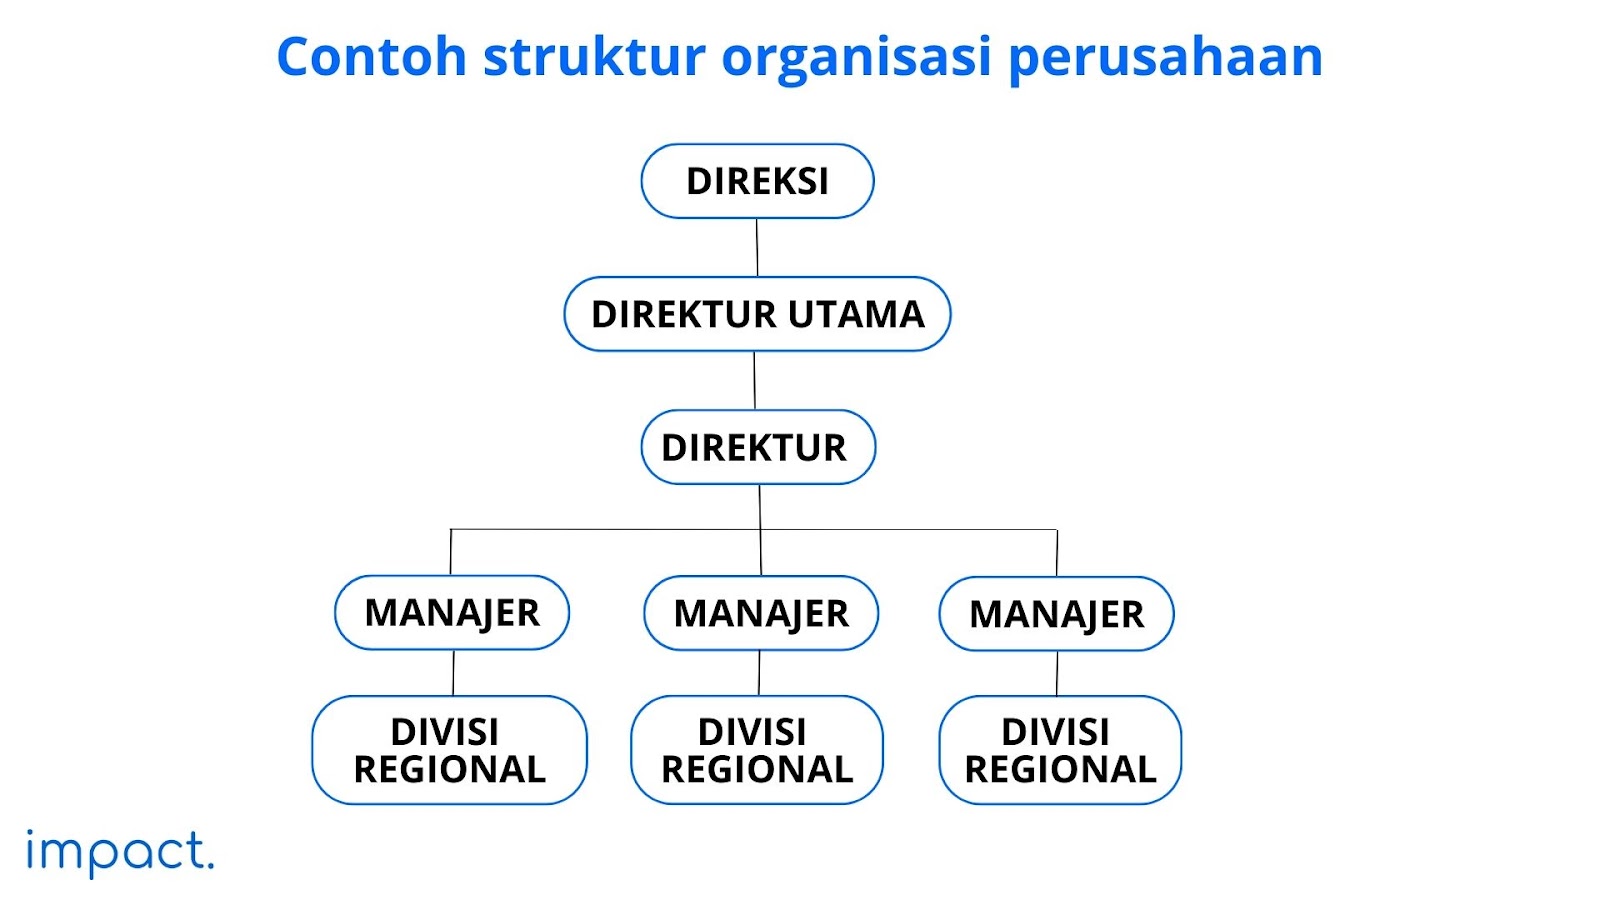 Contoh struktur organisasi perusahaan
DIREKSI
DIREKTUR UTAMA
DIREKTUR
MANAJER
MANAJER
MANAJER
DIVISI
REGIONAL
DIVISI
REGIONAL
DIVISI
REGIONAL
impact.